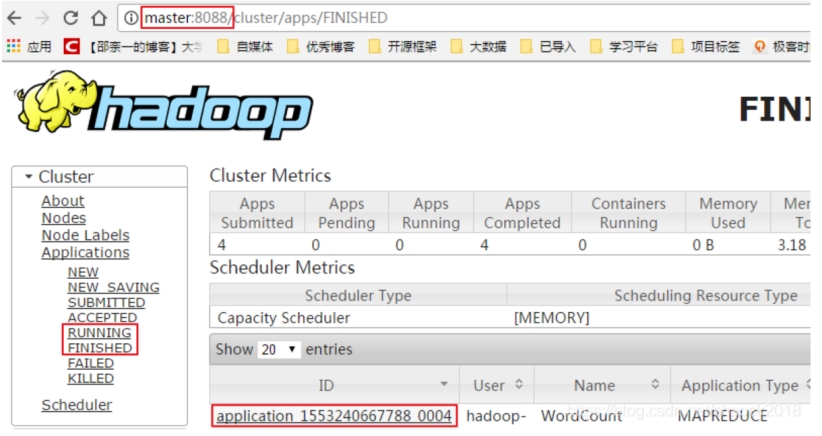 master:8088/cluster/apps/FINISHED
应用 C 【邵奈一的博客】大学 自媒体 优秀博客 开源框架 大数据 已导入 学习平台 项目标签 极客时
hadoop
FINI
Cluster
About
Nodes
Node Labels
Applications
NEW
NEW_SAVING
SUBMITTED
ACCEPTED
RUNNING
FINISHED
FAILED
KILLED
Scheduler
Cluster Metrics
Apps Submitted Apps Pending Apps Running Apps Completed Containers Running Memory Used Mem To
4 0 0 4 0 0 B 3.18
Scheduler Metrics
Scheduler Type Scheduling Resource Type
Capacity Scheduler [MEMORY]
Show 20 entries
ID User Name Application Type
application_1553240667788_0004 hadoop- WordCount MAPREDUCE